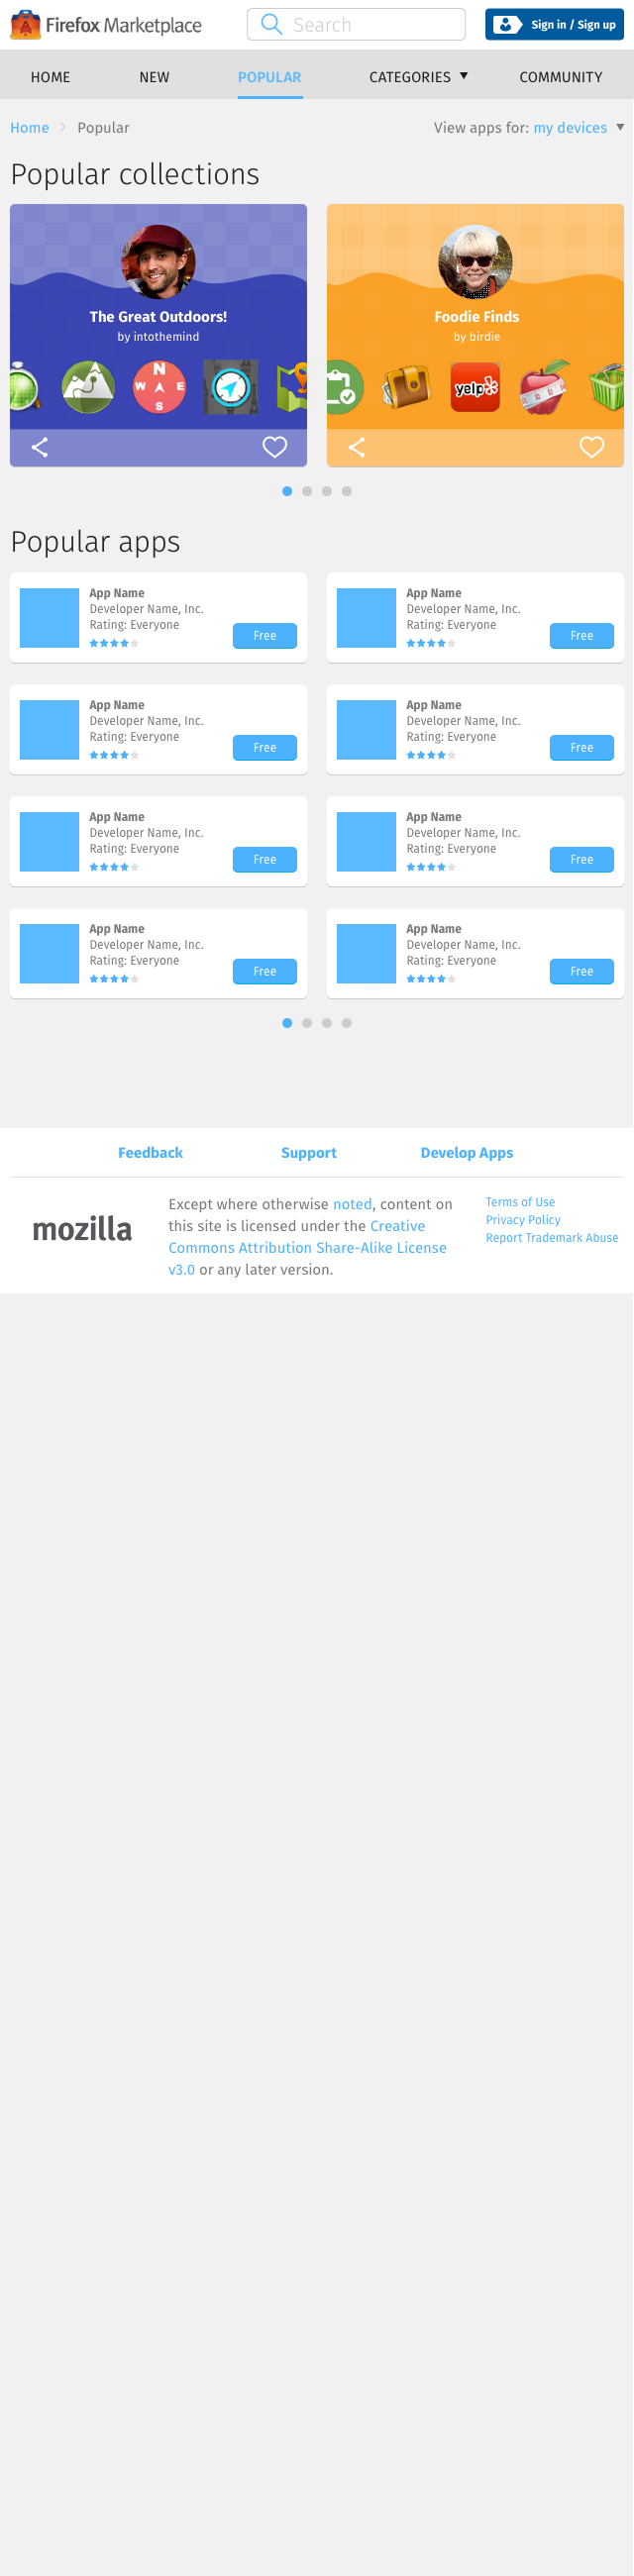 Firefox Marketplace
Search
Sign in / Sign up
HOME NEW POPULAR CATEGORIES COMMUNITY
Home Popular
View apps for: my devices
Popular collections
The Great Outdoors!
by intothemind
N
W E
A S
Foodie Finds
by birdie
yelp
Popular apps
App Name
Developer Name, Inc.
Rating: Everyone
Free
App Name
Developer Name, Inc.
Rating: Everyone
Free
App Name
Developer Name, Inc.
Rating: Everyone
Free
App Name
Developer Name, Inc.
Rating: Everyone
Free
App Name
Developer Name, Inc.
Rating: Everyone
Free
App Name
Developer Name, Inc.
Rating: Everyone
Free
App Name
Developer Name, Inc.
Rating: Everyone
Free
App Name
Developer Name, Inc.
Rating: Everyone
Free
Feedback Support Develop Apps
mozilla
Except where otherwise noted, content on
this site is licensed under the Creative
Commons Attribution Share-Alike License
v3.0 or any later version.
Terms of Use
Privacy Policy
Report Trademark Abuse